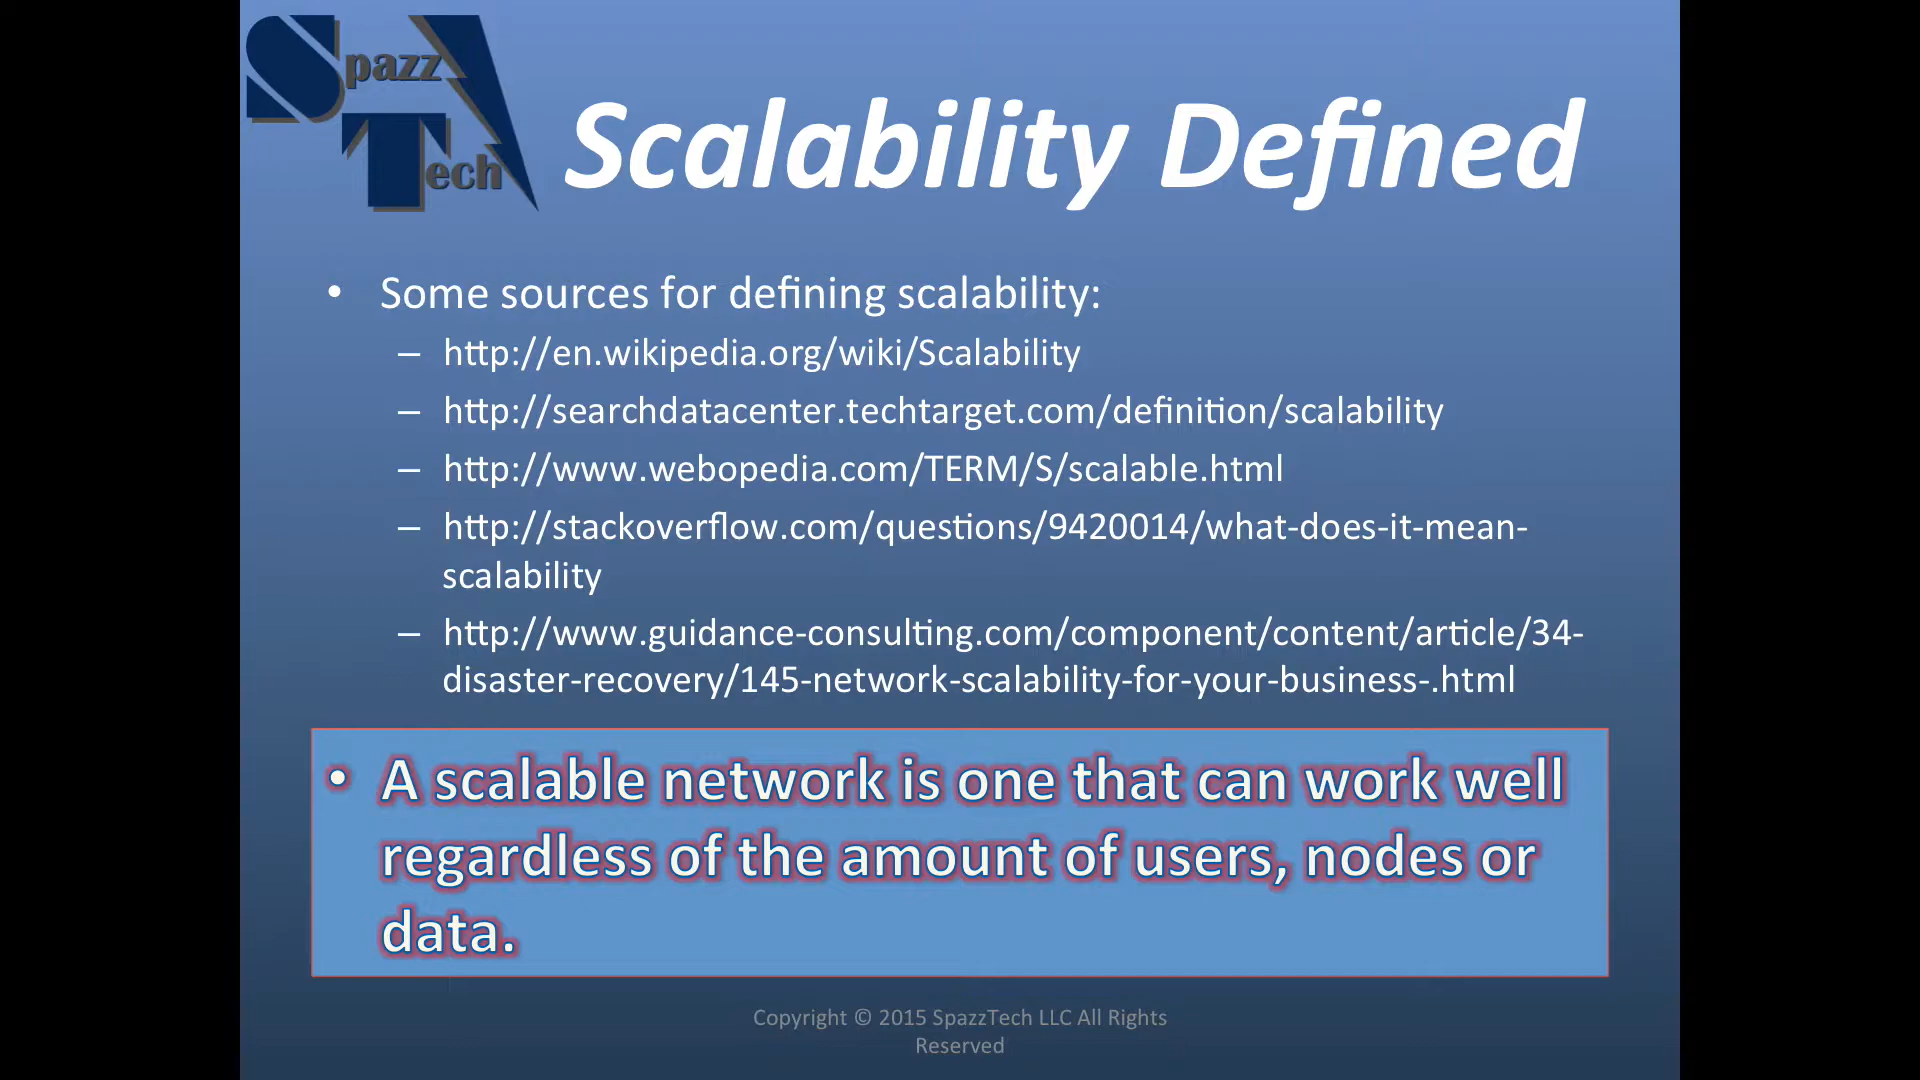 Spazz
Tech
Scalability Defined
• Some sources for defining scalability:
– http://en.wikipedia.org/wiki/Scalability
– http://searchdatacenter.techtarget.com/definition/scalability
– http://www.webopedia.com/TERM/S/scalable.html
– http://stackoverflow.com/questions/9420014/what-does-it-mean-
scalability
– http://www.guidance-consulting.com/component/content/article/34-
disaster-recovery/145-network-scalability-for-your-business-.html
• A scalable network is one that can work well
regardless of the amount of users, nodes or
data.
Copyright © 2015 SpazzTech LLC All Rights
Reserved